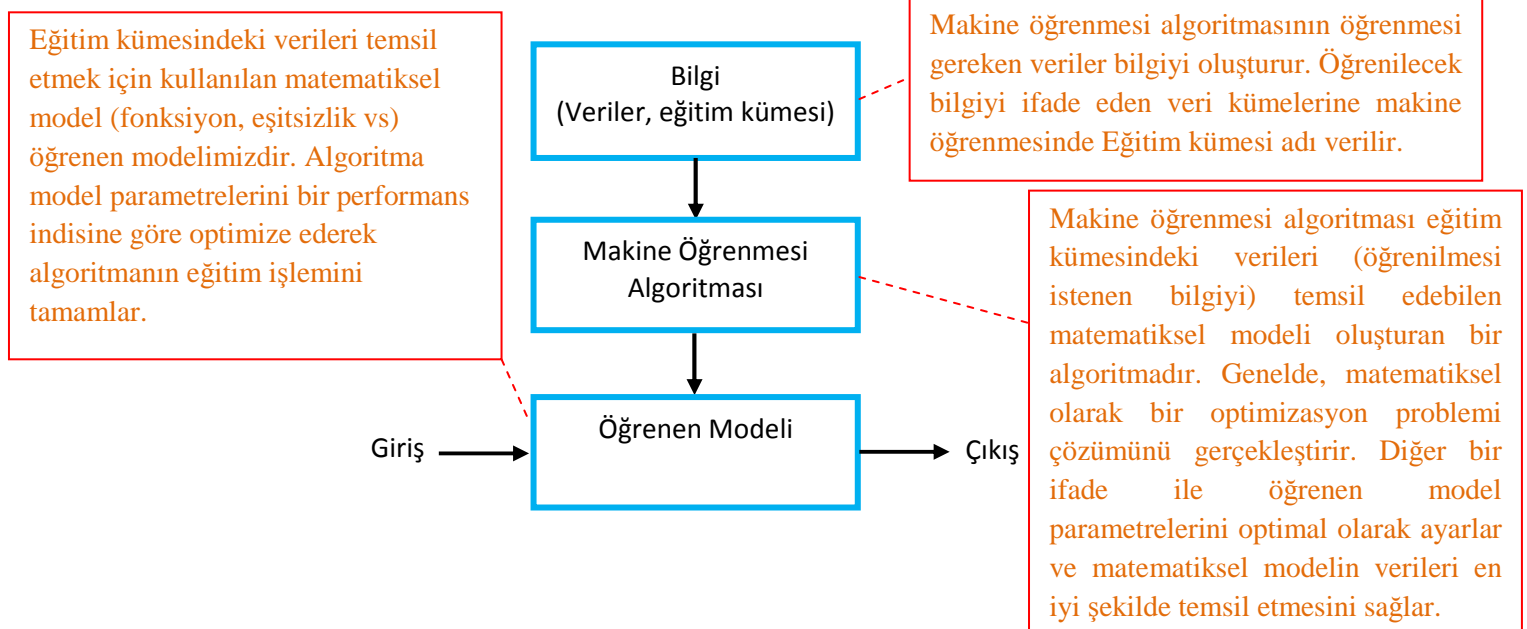 Eğitim kümesindeki verileri temsil
etmek için kullanılan matematiksel
model (fonksiyon, eşitsizlik vs)
öğrenen modelimizdir. Algoritma
model parametrelerini bir performans
indisine göre optimize ederek
algoritmanın eğitim işlemini
tamamlar.
Bilgi
(Veriler, eğitim kümesi)
Makine öğrenmesi algoritmasının öğrenmesi
gereken veriler bilgiyi oluşturur. Öğrenilecek
bilgiyi ifade eden veri kümelerine makine
öğrenmesinde Eğitim kümesi adı verilir.
Makine Öğrenmesi
Algoritması
Makine öğrenmesi algoritması eğitim
kümesindeki verileri (öğrenilmesi
istenen bilgiyi) temsil edebilen
matematiksel modeli oluşturan bir
algoritmadır. Genelde, matematiksel
olarak bir optimizasyon problemi
çözümünü gerçekleştirir. Diğer bir
ifade ile öğrenen model
parametrelerini optimal olarak ayarlar
ve matematiksel modelin verileri en
iyi şekilde temsil etmesini sağlar.
Giriş
Öğrenen Modeli
Çıkış